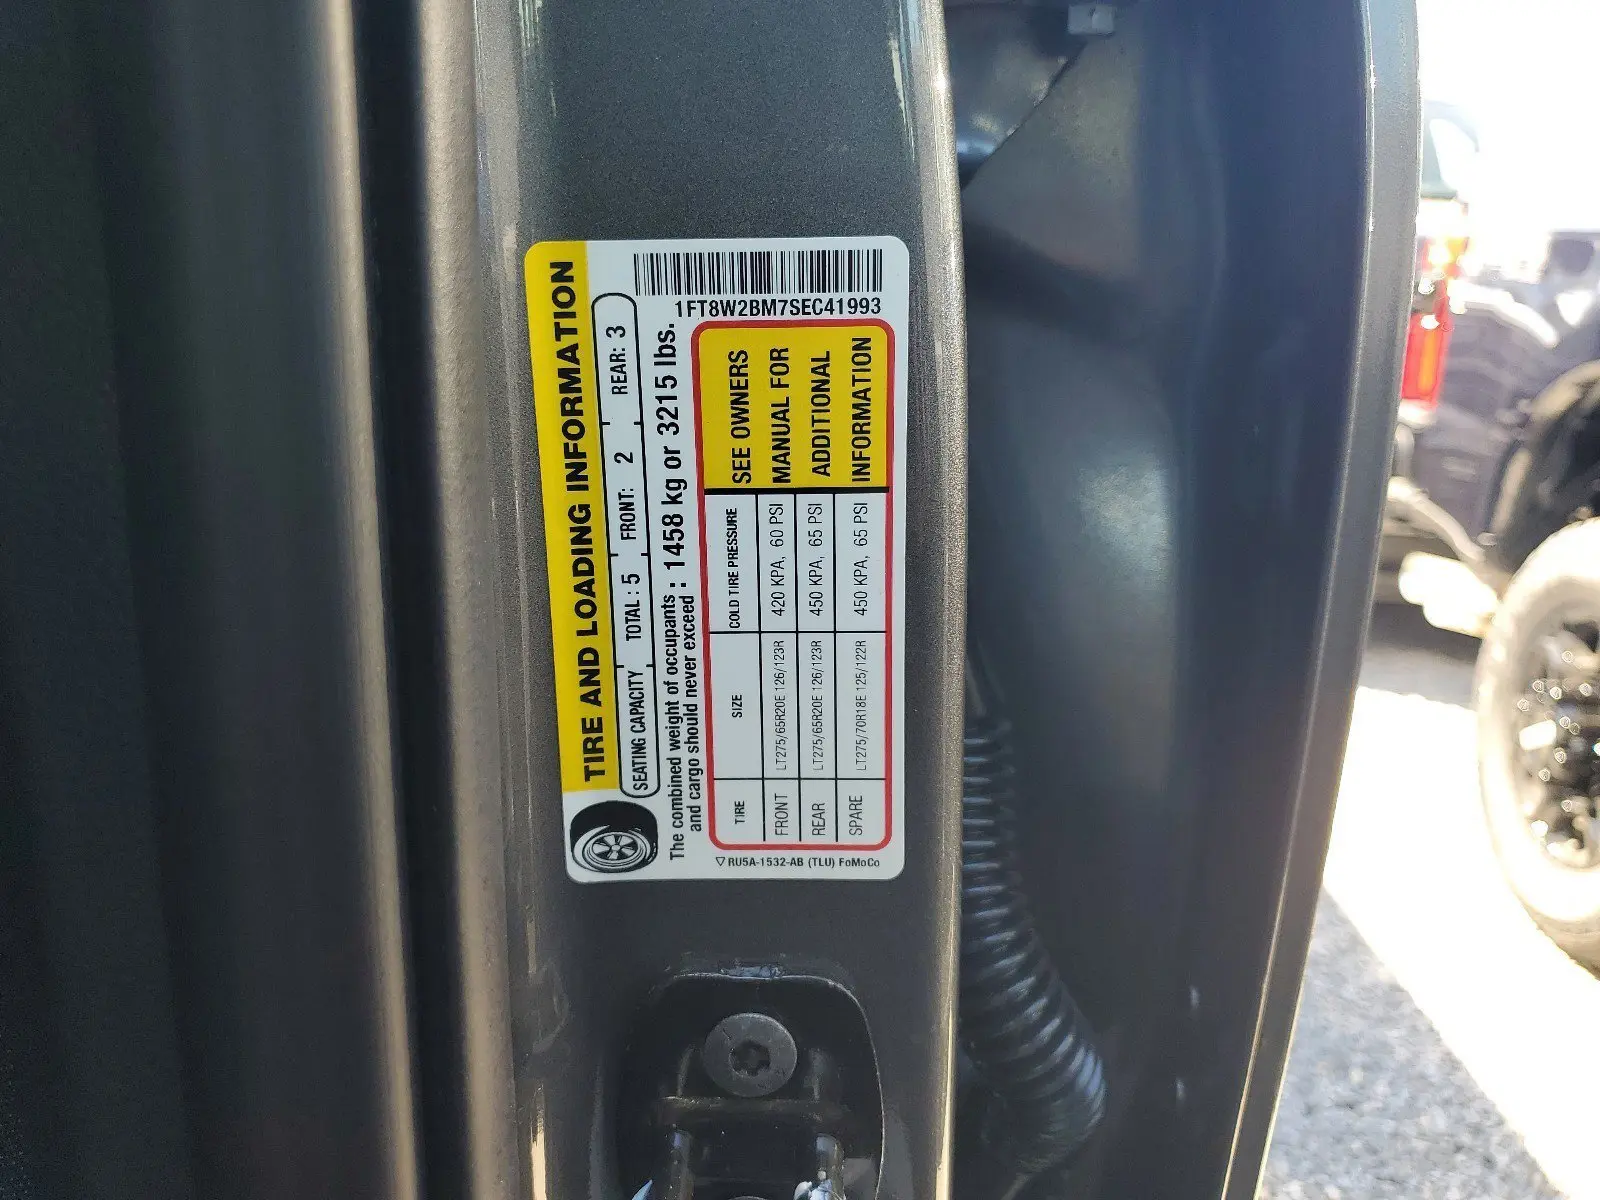 TIRE AND LOADING INFORMATION
SEATING CAPACITY TOTAL : 5 FRONT: 2 REAR: 3
The combined weight of occupants
and cargo should never exceed : 1458 kg or 3215 lbs.
TIRE SIZE COLD TIRE PRESSURE
FRONT LT275/65R20E 126/123R 420 KPA, 60 PSI
REAR LT275/65R20E 126/123R 450 KPA, 65 PSI
SPARE LT275/70R18E 125/122R 450 KPA, 65 PSI
SEE OWNERS
MANUAL FOR
ADDITIONAL
INFORMATION
1FT8W2BM7SEC41993
RU5A-1532-AB (TLU) FoMoCo